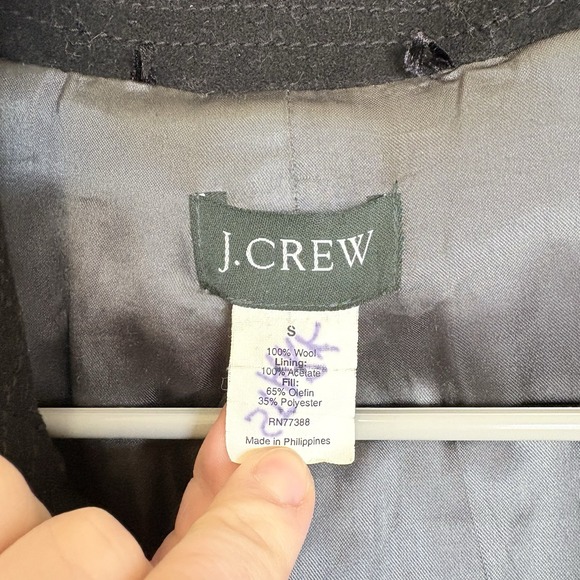 J.CREW
S
100% Wool
Lining:
100% Acetate
Fill:
65% Olefin
35% Polyester
RN77388
Made in Philippines